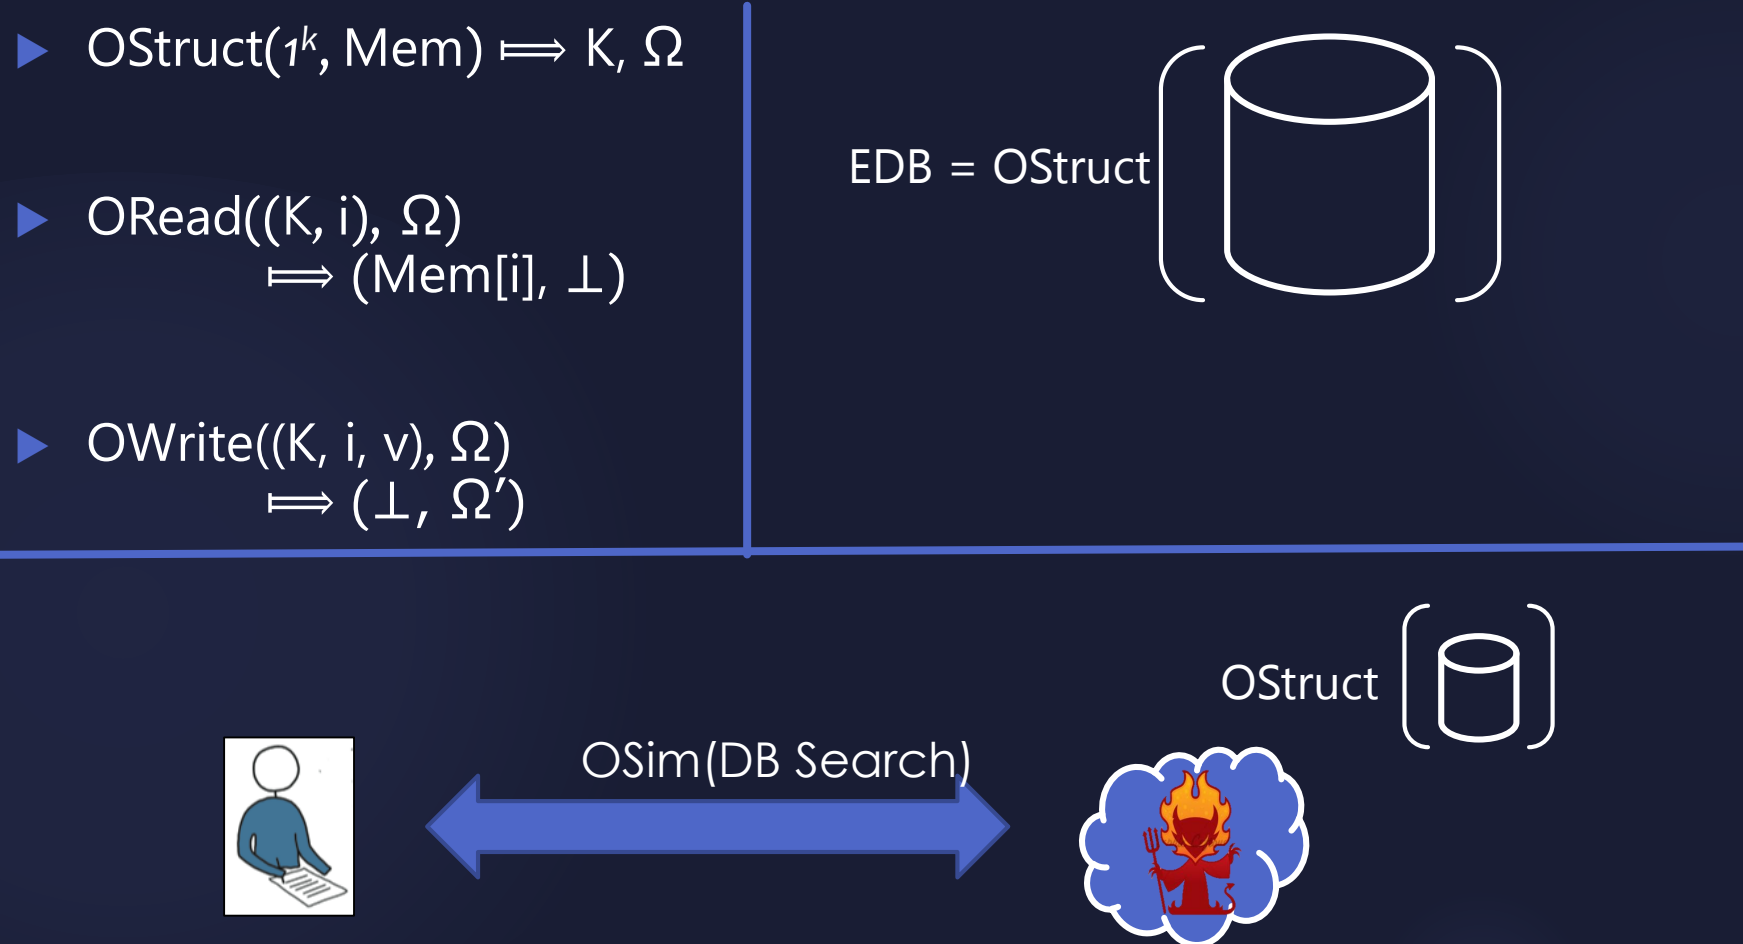 OStruct(1ᵏ, Mem) ⟾ K, Ω
ORead((K, i), Ω)
⟾ (Mem[i], ⊥)
OWrite((K, i, v), Ω)
⟾ (⊥, Ω′)
EDB = OStruct
OStruct
OSim(DB Search)